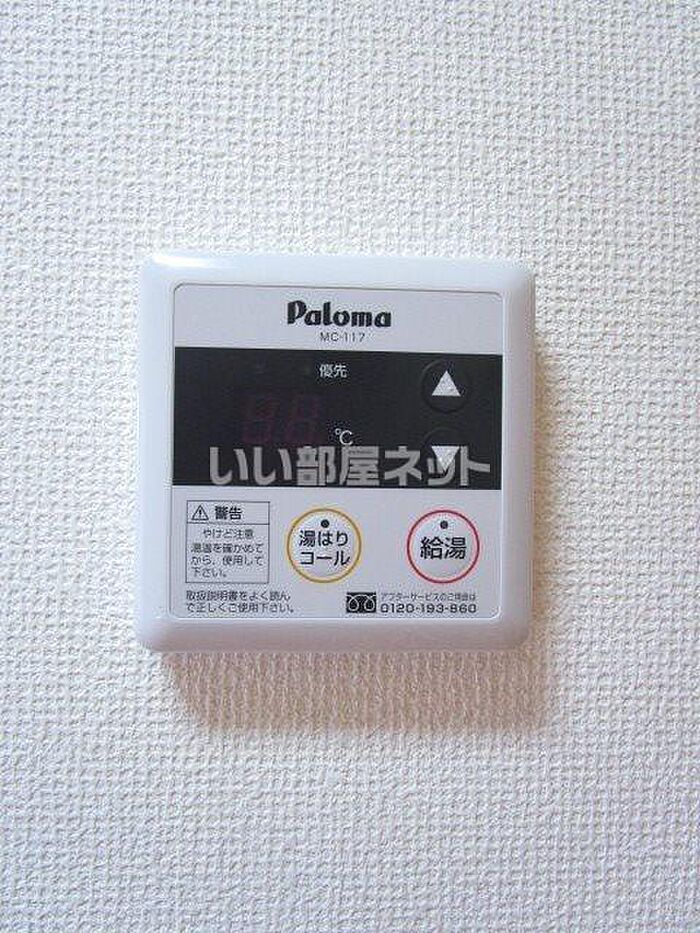 Paloma
MC-117
優先
88
℃
▲
▼
いい部屋ネット
⚠ 警告
やけど注意
湯温を確かめて
から、使用して
下さい。
湯はり
コール
給湯
取扱説明書をよく読ん
で正しくご使用下さい。
アフターサービスのご用命は
0120-193-860